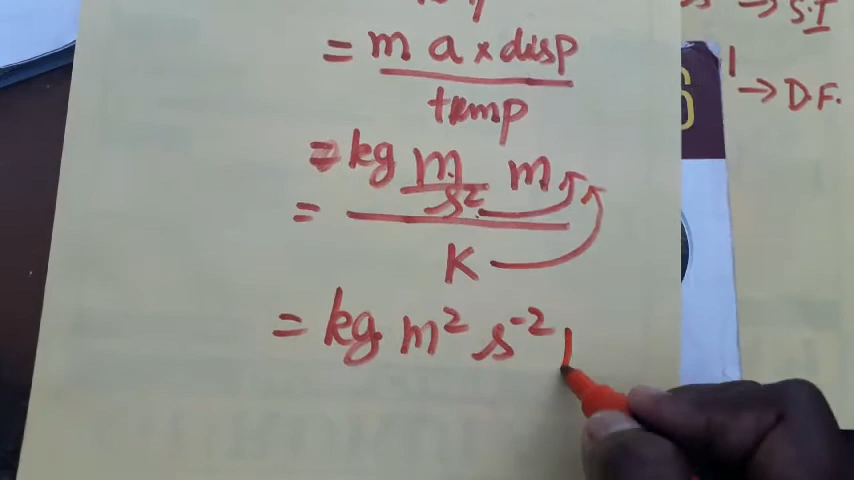 = m a × disp
temp
= kg m m
s²
=
K
= kg m² s⁻²
→ S.I
→ D.F.